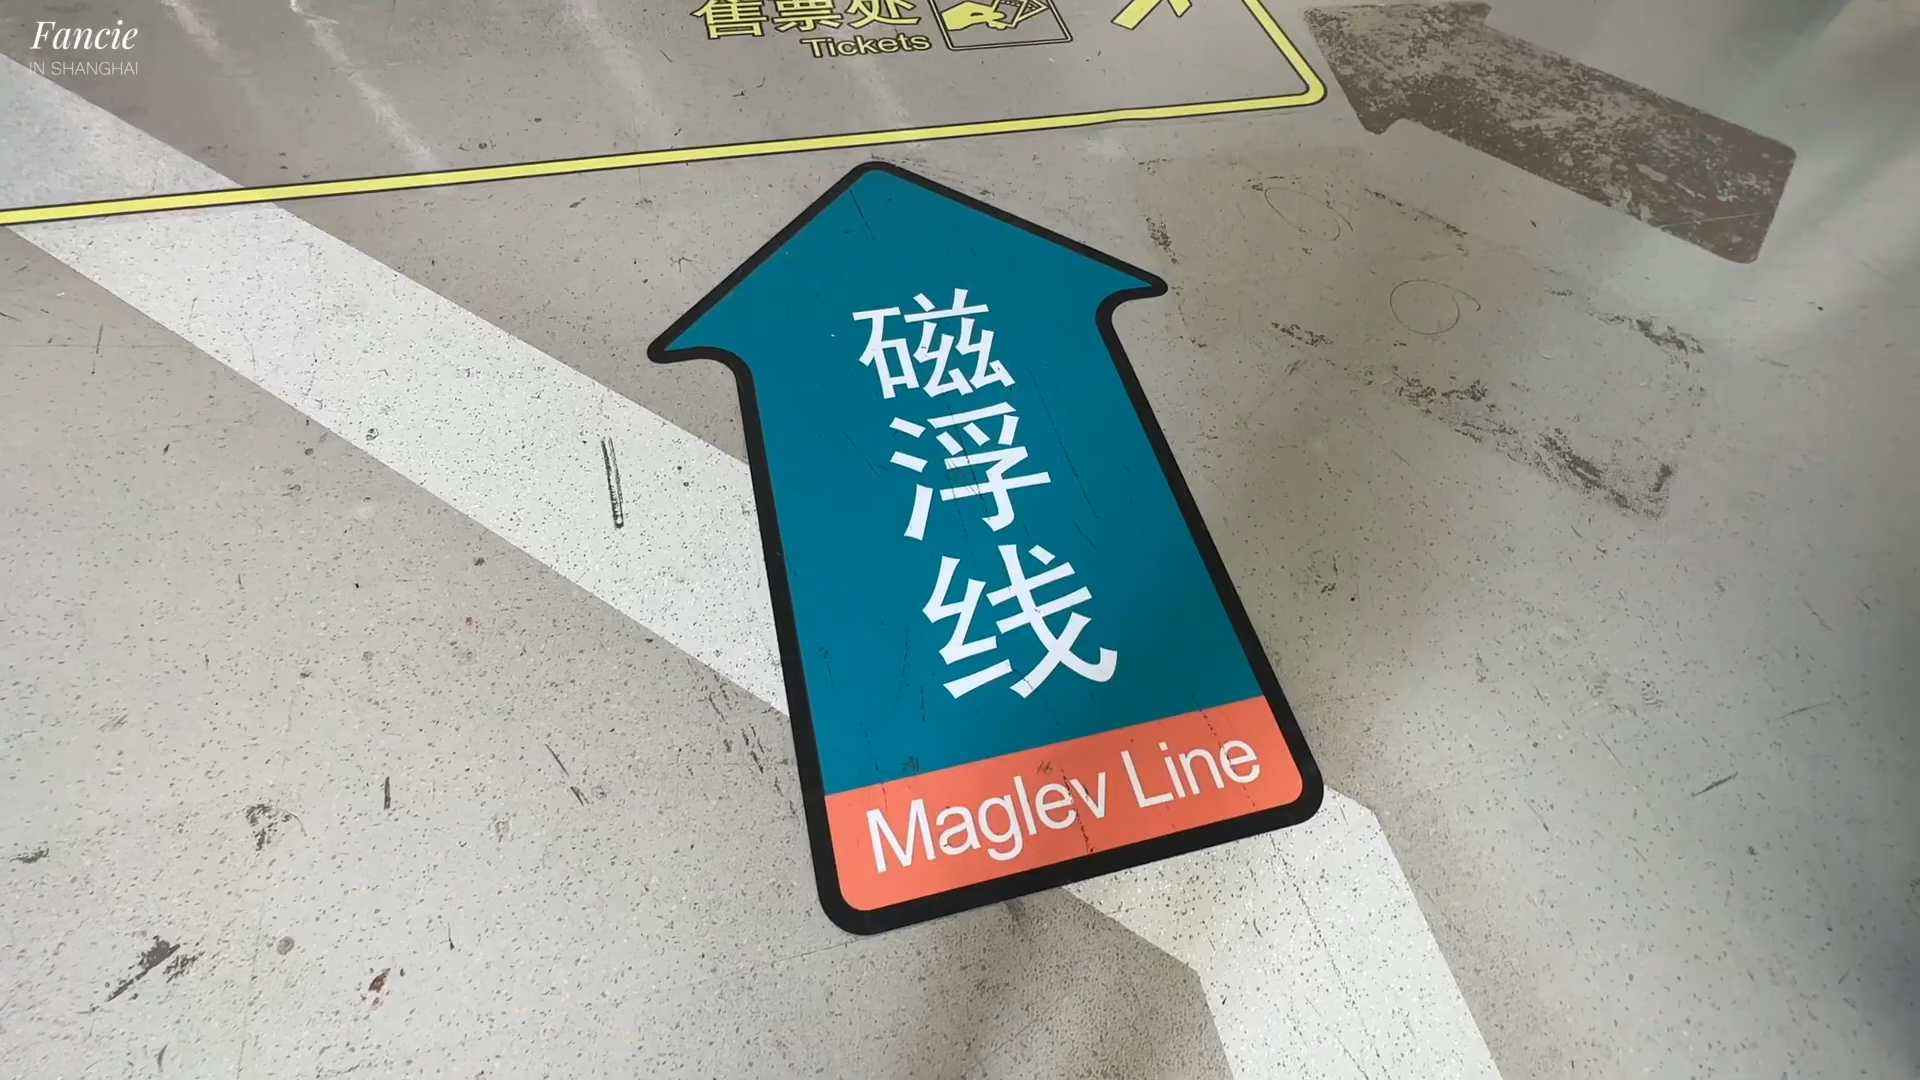 Fancie
IN SHANGHAI
售票处
Tickets
磁浮线
Maglev Line